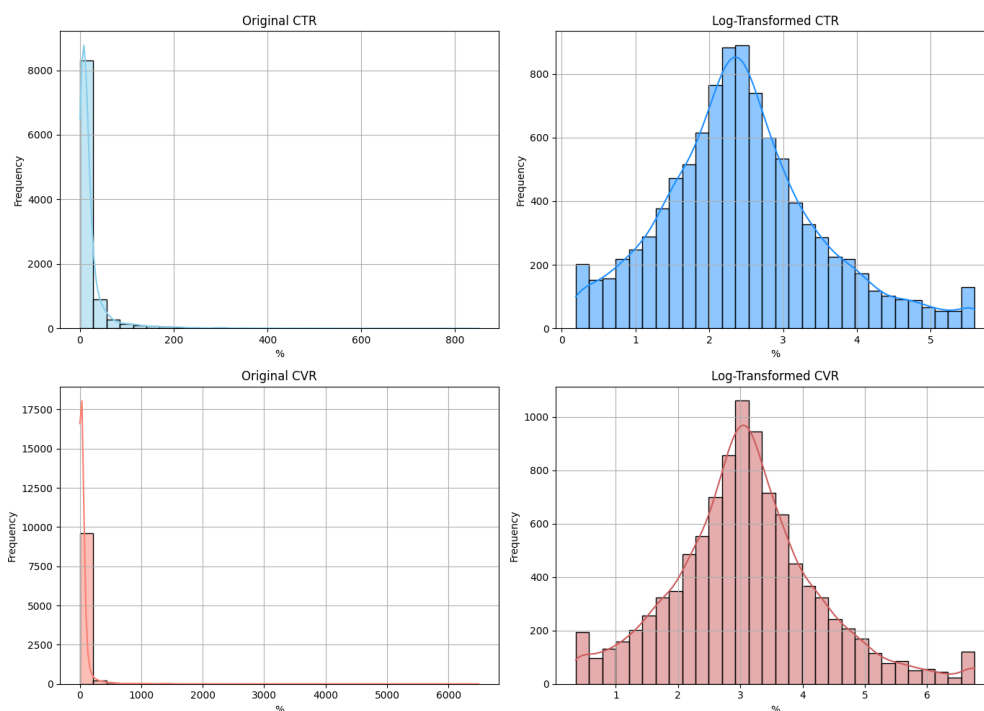 Original CTR
Frequency
8000
6000
4000
2000
0
0 200 400 600 800
%
Log-Transformed CTR
Frequency
800
600
400
200
0
0 1 2 3 4 5
%
Original CVR
Frequency
17500
15000
12500
10000
7500
5000
2500
0
0 1000 2000 3000 4000 5000 6000
%
Log-Transformed CVR
Frequency
1000
800
600
400
200
0
1 2 3 4 5 6
%